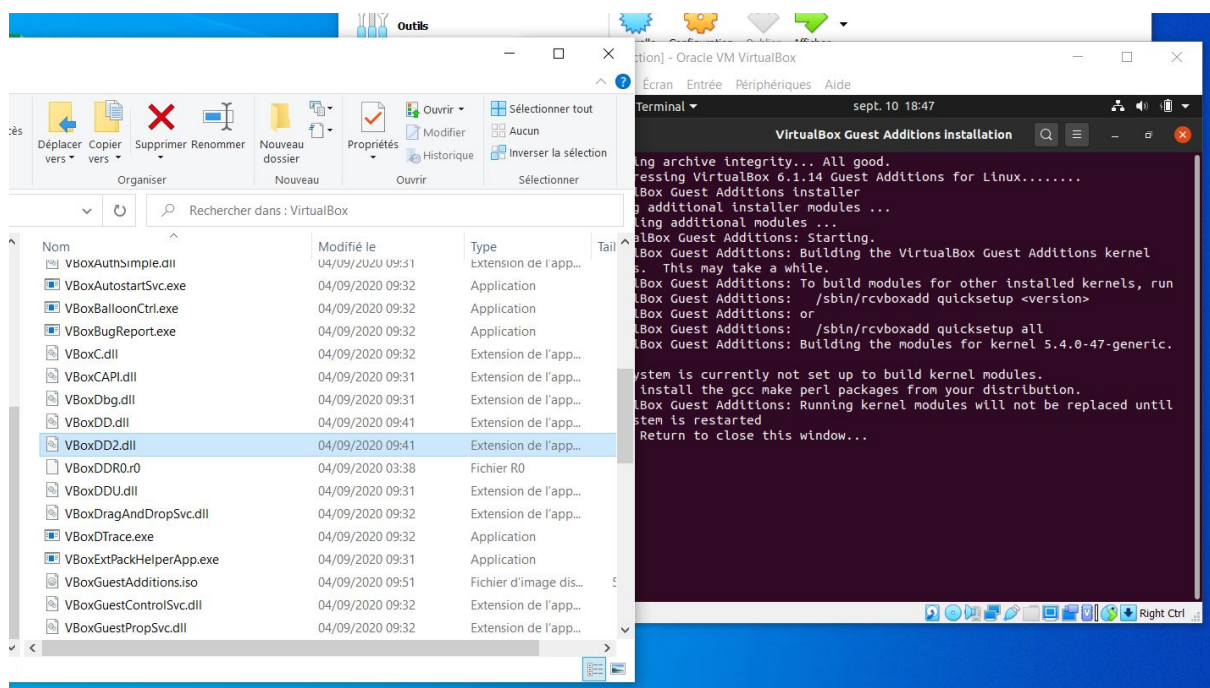 Outils
Ouvrir
Sélectionner tout
Modifier
Aucun
Historique
Inverser la sélection
Déplacer vers
Copier vers
Supprimer
Renommer
Nouveau dossier
Propriétés
Organiser
Nouveau
Ouvrir
Sélectionner
Rechercher dans : VirtualBox
Nom Modifié le Type Tail
VBoxAuthSimple.dll 04/09/2020 09:31 Extension de l'app...
VBoxAutostartSvc.exe 04/09/2020 09:32 Application
VBoxBalloonCtrl.exe 04/09/2020 09:32 Application
VBoxBugReport.exe 04/09/2020 09:32 Application
VBoxC.dll 04/09/2020 09:32 Extension de l'app...
VBoxCAPI.dll 04/09/2020 09:31 Extension de l'app...
VBoxDbg.dll 04/09/2020 09:31 Extension de l'app...
VBoxDD.dll 04/09/2020 09:41 Extension de l'app...
VBoxDD2.dll 04/09/2020 09:41 Extension de l'app...
VBoxDDR0.r0 04/09/2020 03:38 Fichier R0
VBoxDDU.dll 04/09/2020 09:31 Extension de l'app...
VBoxDragAndDropSvc.dll 04/09/2020 09:32 Extension de l'app...
VBoxDTrace.exe 04/09/2020 09:32 Application
VBoxExtPackHelperApp.exe 04/09/2020 09:31 Application
VBoxGuestAdditions.iso 04/09/2020 09:51 Fichier d'image dis... 5
VBoxGuestControlSvc.dll 04/09/2020 09:32 Extension de l'app...
VBoxGuestPropSvc.dll 04/09/2020 09:32 Extension de l'app...
ction] - Oracle VM VirtualBox
Écran Entrée Périphériques Aide
Terminal sept. 10 18:47
VirtualBox Guest Additions installation
ing archive integrity... All good.
ressing VirtualBox 6.1.14 Guest Additions for Linux........
lBox Guest Additions installer
g additional installer modules ...
ling additional modules ...
alBox Guest Additions: Starting.
lBox Guest Additions: Building the VirtualBox Guest Additions kernel
s.  This may take a while.
lBox Guest Additions: To build modules for other installed kernels, run
lBox Guest Additions:   /sbin/rcvboxadd quicksetup <version>
lBox Guest Additions: or
lBox Guest Additions:   /sbin/rcvboxadd quicksetup all
lBox Guest Additions: Building the modules for kernel 5.4.0-47-generic.
ystem is currently not set up to build kernel modules.
install the gcc make perl packages from your distribution.
lBox Guest Additions: Running kernel modules will not be replaced until
stem is restarted
Return to close this window...
Right Ctrl